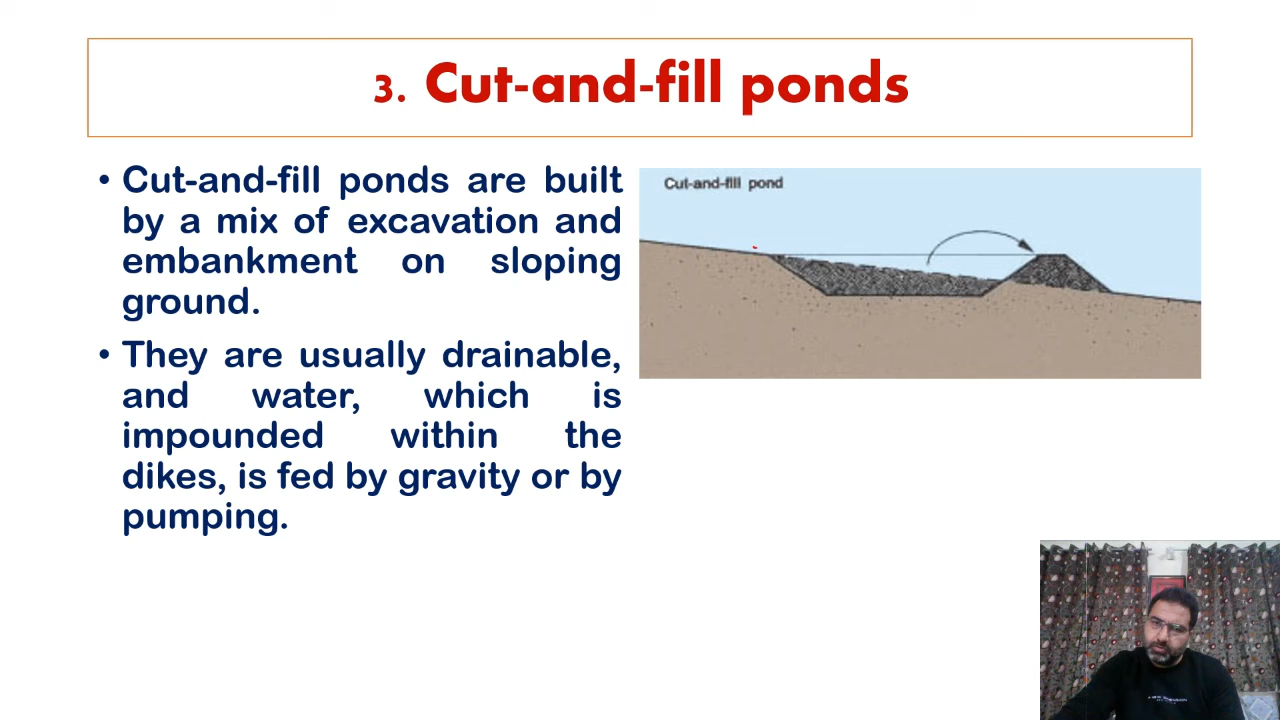 3. Cut-and-fill ponds
• Cut-and-fill ponds are built
by a mix of excavation and
embankment on sloping
ground.
• They are usually drainable,
and water, which is
impounded within the
dikes, is fed by gravity or by
pumping.
Cut-and-fill pond